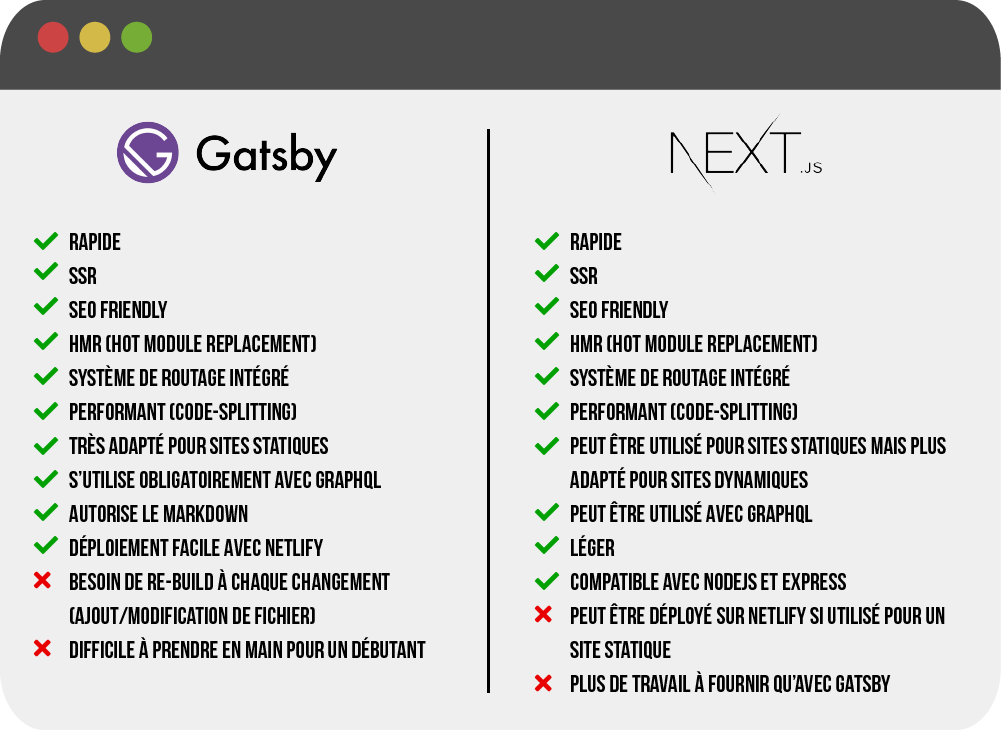 Gatsby
RAPIDE
SSR
SEO FRIENDLY
HMR (HOT MODULE REPLACEMENT)
SYSTÈME DE ROUTAGE INTÉGRÉ
PERFORMANT (CODE-SPLITTING)
TRÈS ADAPTÉ POUR SITES STATIQUES
S'UTILISE OBLIGATOIREMENT AVEC GRAPHQL
AUTORISE LE MARKDOWN
DÉPLOIEMENT FACILE AVEC NETLIFY
BESOIN DE RE-BUILD À CHAQUE CHANGEMENT
(AJOUT/MODIFICATION DE FICHIER)
DIFFICILE À PRENDRE EN MAIN POUR UN DÉBUTANT
NEXT.JS
RAPIDE
SSR
SEO FRIENDLY
HMR (HOT MODULE REPLACEMENT)
SYSTÈME DE ROUTAGE INTÉGRÉ
PERFORMANT (CODE-SPLITTING)
PEUT ÊTRE UTILISÉ POUR SITES STATIQUES MAIS PLUS
ADAPTÉ POUR SITES DYNAMIQUES
PEUT ÊTRE UTILISÉ AVEC GRAPHQL
LÉGER
COMPATIBLE AVEC NODEJS ET EXPRESS
PEUT ÊTRE DÉPLOYÉ SUR NETLIFY SI UTILISÉ POUR UN
SITE STATIQUE
PLUS DE TRAVAIL À FOURNIR QU'AVEC GATSBY